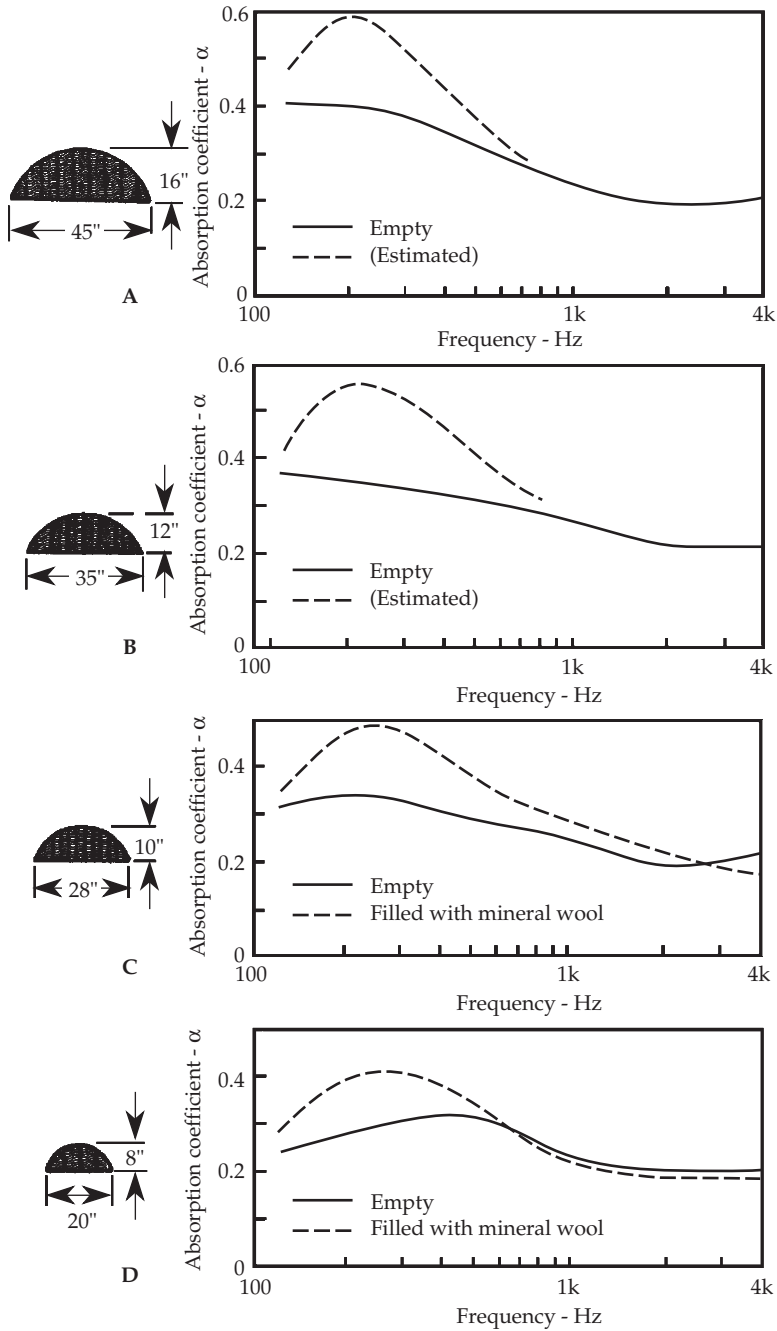 0.6
Absorption coefficient - α
0.4
16"
45"
0.2
Empty
(Estimated)
A
0
100
1k
4k
Frequency - Hz
0.6
Absorption coefficient - α
0.4
12"
35"
0.2
Empty
(Estimated)
B
0
100
1k
4k
Frequency - Hz
Absorption coefficient - α
0.4
10"
28"
0.2
Empty
Filled with mineral wool
C
0
100
1k
4k
Frequency - Hz
Absorption coefficient - α
0.4
8"
20"
0.2
Empty
Filled with mineral wool
D
0
100
1k
4k
Frequency - Hz